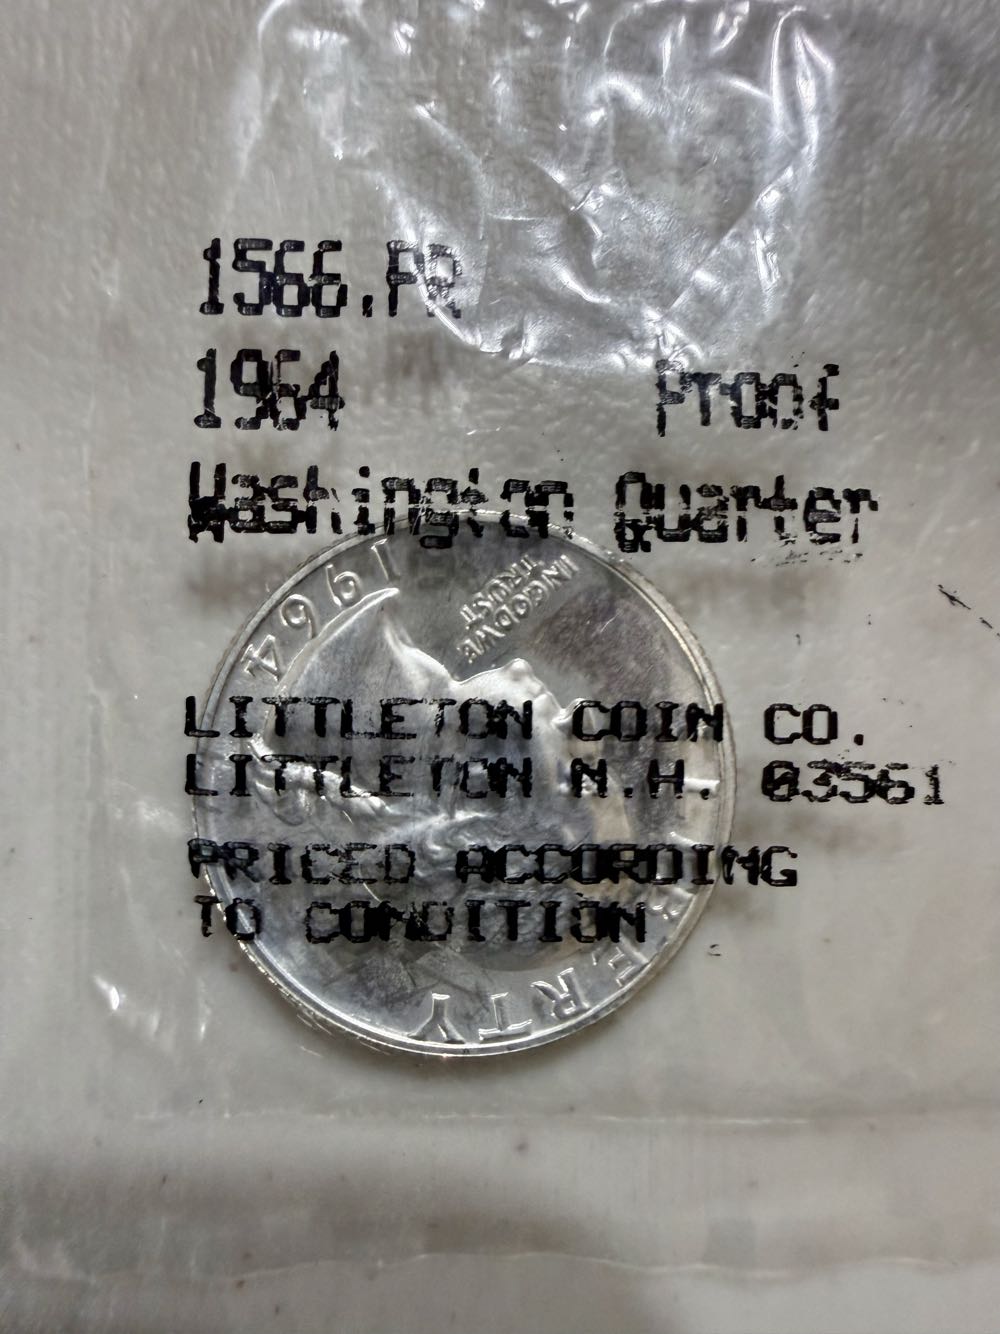 1566.PR
1964 Proof
Washington Quarter
1964
IN GOD WE
TRUST
LITTLETON COIN CO.
LITTLETON N.H. 03561
PRICED ACCORDING
TO CONDITION
ERTY